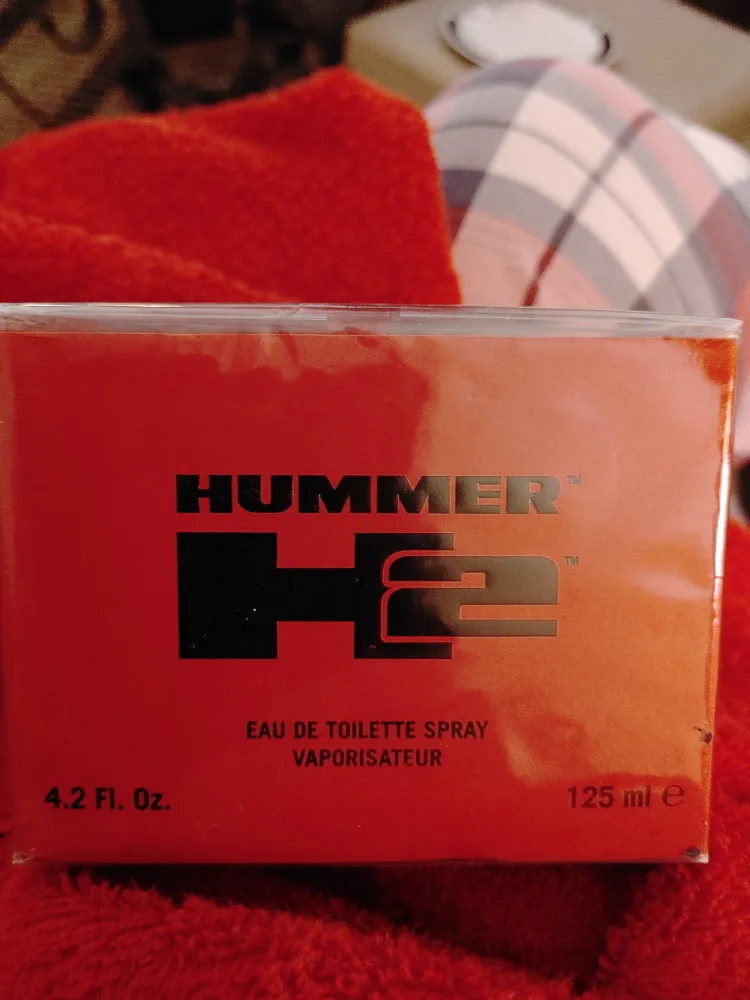 HUMMER™
H2™
EAU DE TOILETTE SPRAY
VAPORISATEUR
4.2 Fl. Oz.
125 ml ℮